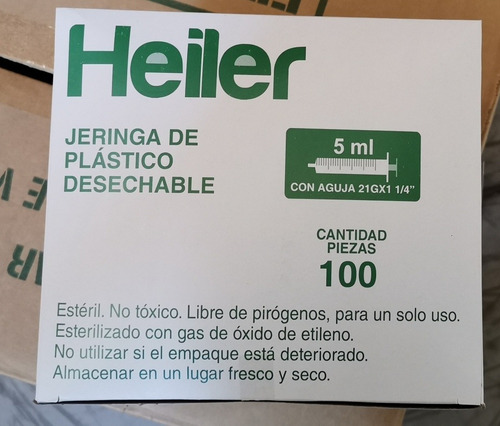 Heiler
JERINGA DE
PLÁSTICO
DESECHABLE
5 ml
CON AGUJA 21GX1 1/4"
CANTIDAD
PIEZAS
100
Estéril. No tóxico. Libre de pirógenos, para un solo uso.
Esterilizado con gas de óxido de etileno.
No utilizar si el empaque está deteriorado.
Almacenar en un lugar fresco y seco.